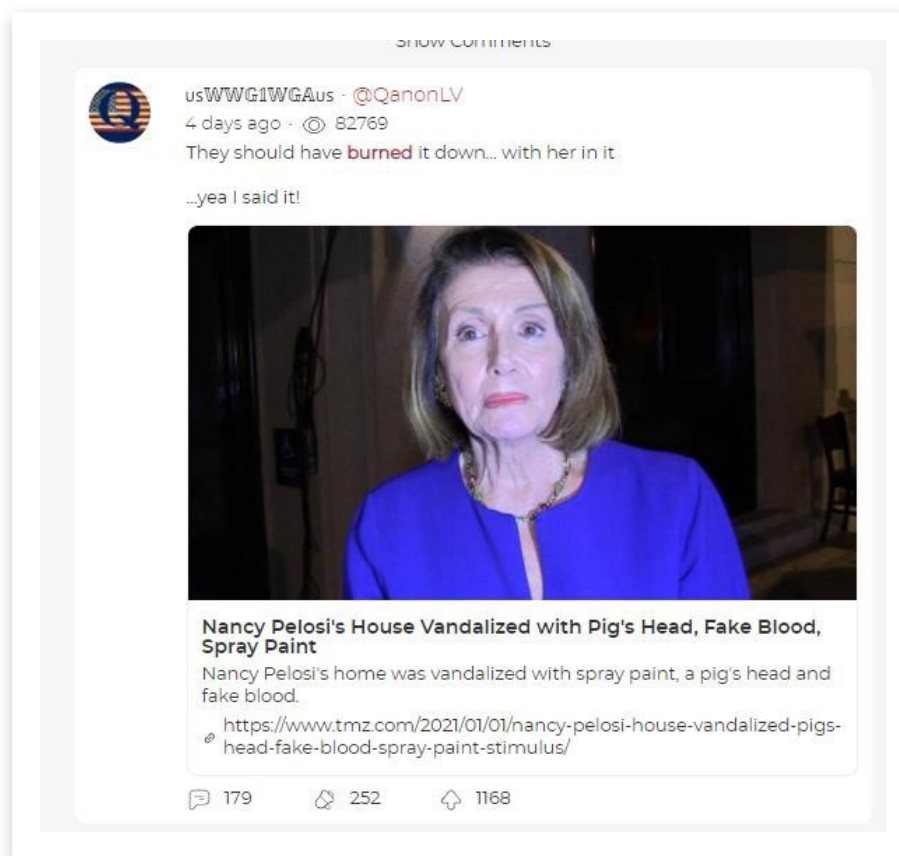 Show Comments
usWWG1WGAus · @QanonLV
4 days ago · 82769
They should have burned it down... with her in it
...yea I said it!
Nancy Pelosi's House Vandalized with Pig's Head, Fake Blood,
Spray Paint
Nancy Pelosi's home was vandalized with spray paint, a pig's head and
fake blood.
https://www.tmz.com/2021/01/01/nancy-pelosi-house-vandalized-pigs-
head-fake-blood-spray-paint-stimulus/
179 252 1168